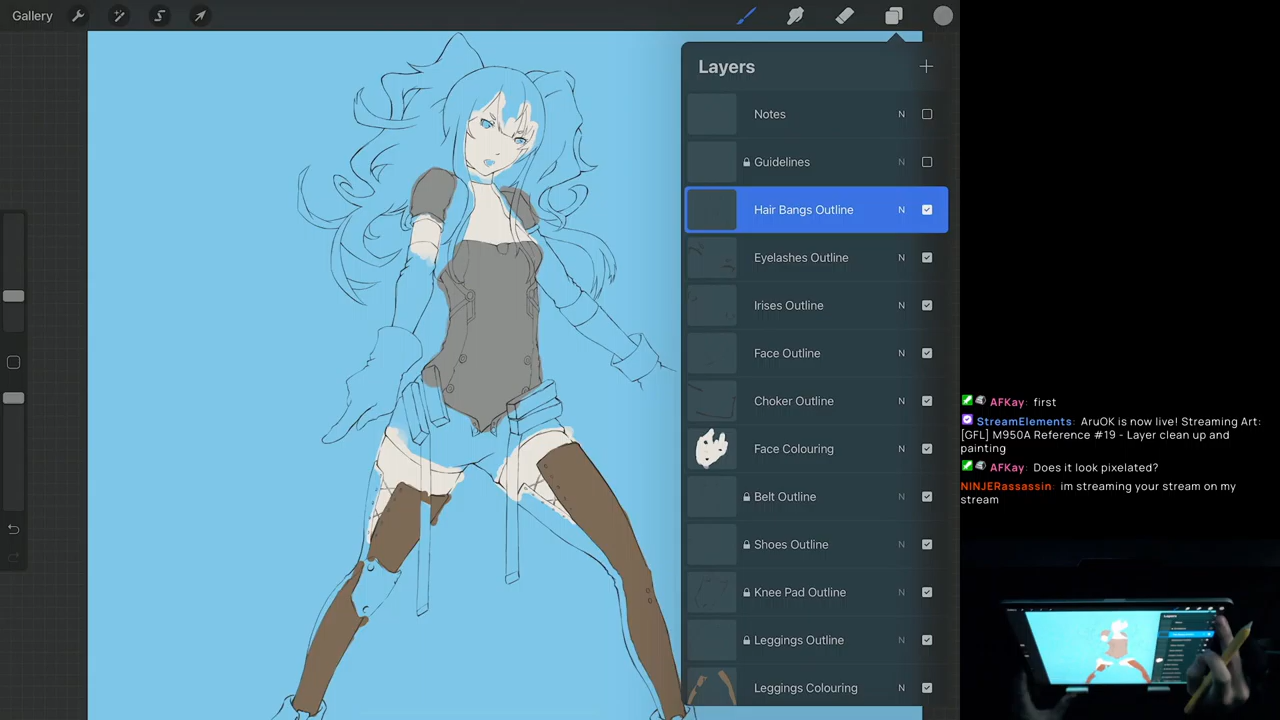 Gallery
Layers
Notes N
Guidelines N
Hair Bangs Outline N
Eyelashes Outline N
Irises Outline N
Face Outline N
Choker Outline N
Face Colouring N
Belt Outline N
Shoes Outline N
Knee Pad Outline N
Leggings Outline N
Leggings Colouring N
AFKay: first
StreamElements: AruOK is now live! Streaming Art:
[GFL] M950A Reference #19 - Layer clean up and
painting
AFKay: Does it look pixelated?
NINJERassassin: im streaming your stream on my
stream